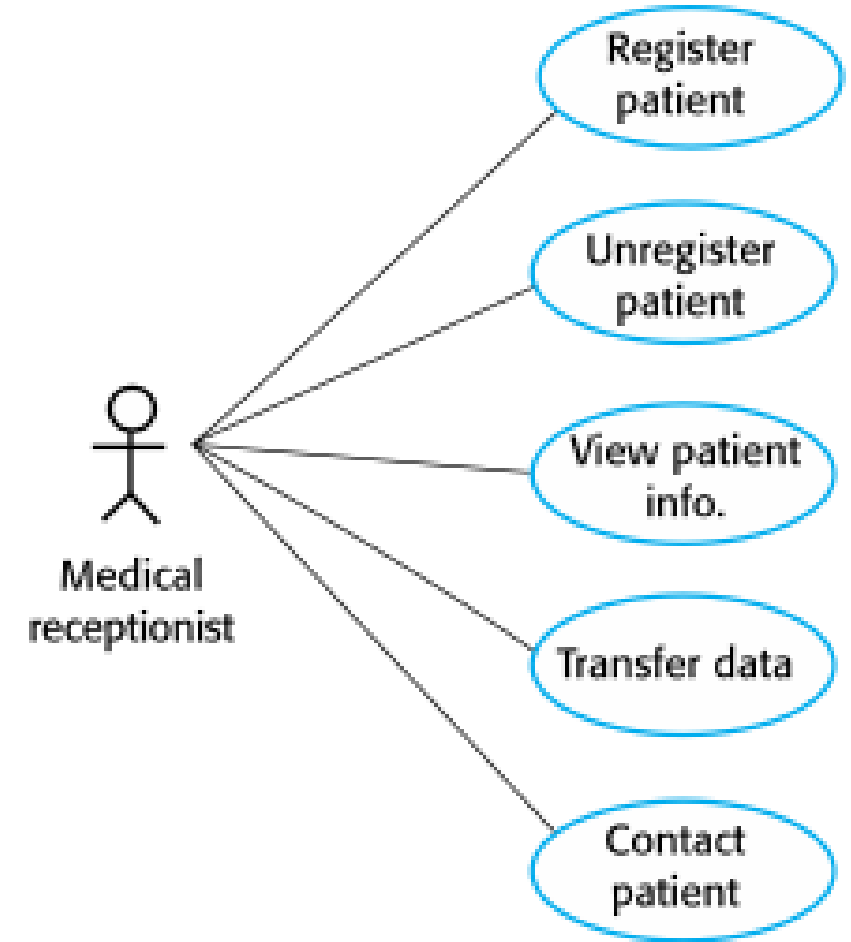 Register
patient
Unregister
patient
View patient
info.
Medical
receptionist
Transfer data
Contact
patient